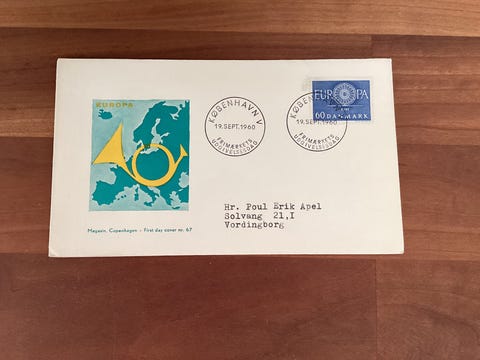 EUROPA
KØBENHAVN V
19.SEPT.1960
FRIMÆRKETS
UDGIVELSESDAG
KØBENHAVN V
19.SEPT.1960
FRIMÆRKETS
UDGIVELSESDAG
EUROPA
60 DANMARK
Hr. Poul Erik Apel
Solvang 21,I
Vordingborg
Magasin, Copenhagen - First day cover nr. 67